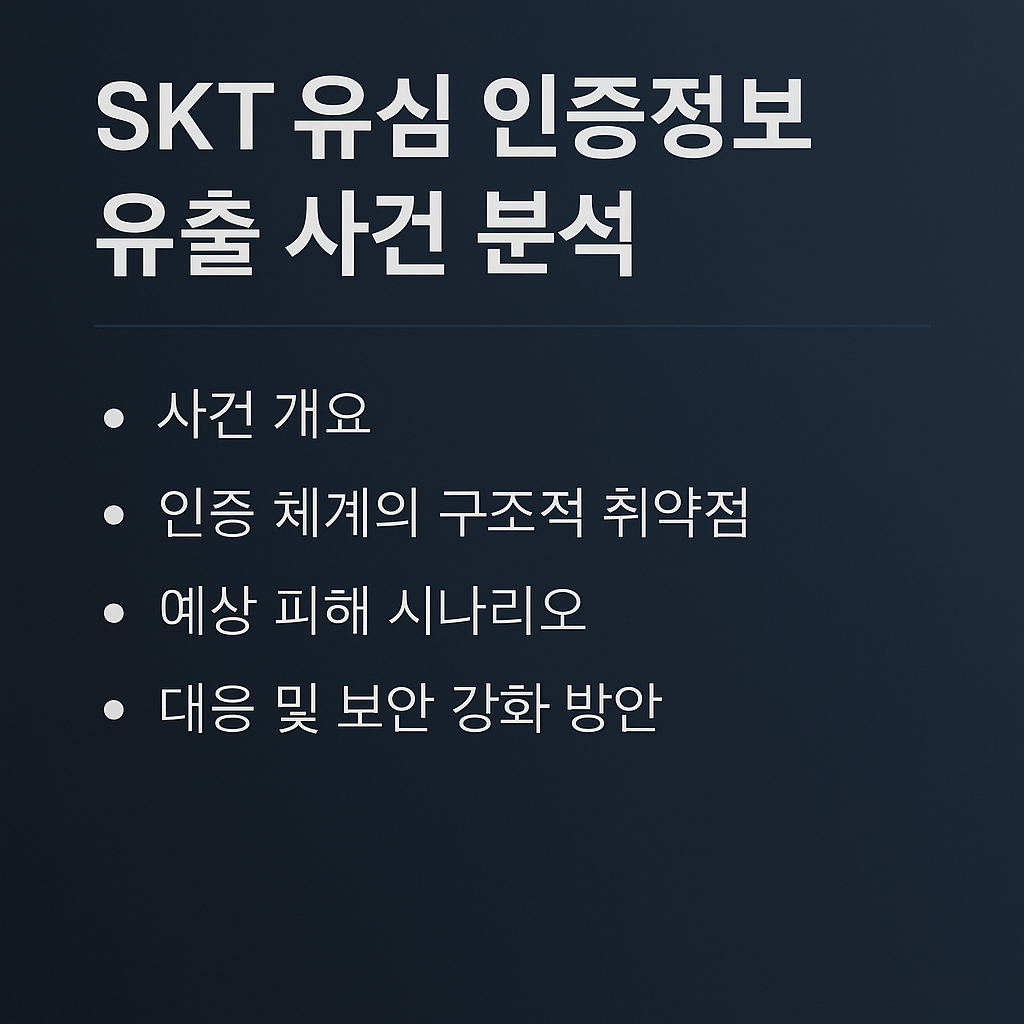 SKT 유심 인증정보
유출 사건 분석
• 사건 개요
• 인증 체계의 구조적 취약점
• 예상 피해 시나리오
• 대응 및 보안 강화 방안